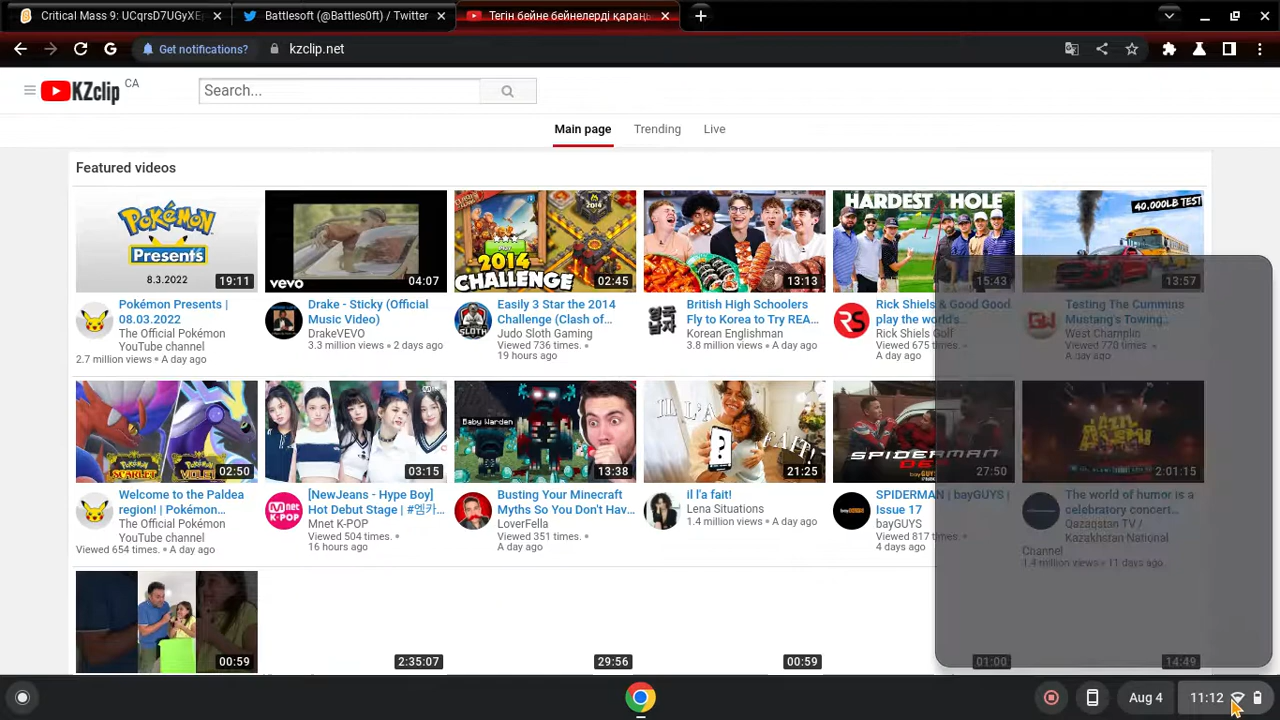 Critical Mass 9: UCqrsD7UGyXE
Battlesoft (@Battles0ft) / Twitter
Тегін бейне бейнелерді қараңы
Get notifications?
kzclip.net
KZclip CA
Search...
Main page
Trending
Live
Featured videos
Pokémon
Presents
8.3.2022
19:11
vevo
04:07
2014
2014
CHALLENGE
02:45
13:13
HARDEST HOLE
15:43
40.000LB TEST
13:57
Pokémon Presents |
08.03.2022
The Official Pokémon
YouTube channel
2.7 million views • A day ago
Drake - Sticky (Official
Music Video)
DrakeVEVO
3.3 million views • 2 days ago
SLOTH
Easily 3 Star the 2014
Challenge (Clash of...
Judo Sloth Gaming
Viewed 736 times. •
19 hours ago
British High Schoolers
Fly to Korea to Try REA...
Korean Englishman
3.8 million views • A day ago
RS
Rick Shiels & Good Good
play the world's
Rick Shiels Golf
Viewed 675 times. •
A day ago
Testing The Cummins
Mustang's Towing
West Champlin
Viewed 770 times. •
A day ago
SCARLET
VIOLET
02:50
03:15
Baby Warden
13:38
IL L'A
FAIT!
?
21:25
SPIDERMAN
27:50
2:01:15
Welcome to the Paldea
region! | Pokémon...
The Official Pokémon
YouTube channel
Viewed 654 times. • A day ago
Mnet
K-POP
[NewJeans - Hype Boy]
Hot Debut Stage | #엠카...
Mnet K-POP
Viewed 504 times. •
16 hours ago
Busting Your Minecraft
Myths So You Don't Hav...
LoverFella
Viewed 351 times. •
A day ago
il l'a fait!
Lena Situations
1.4 million views • A day ago
SPIDERMAN | bayGUYS |
Issue 17
bayGUYS
Viewed 817 times. •
4 days ago
The world of humor is a
celebratory concert...
Qazaqstan TV /
Kazakhstan National
Channel
1.4 million views • 11 days ago
00:59
2:35:07
29:56
00:59
01:00
14:49
Aug 4
11:12